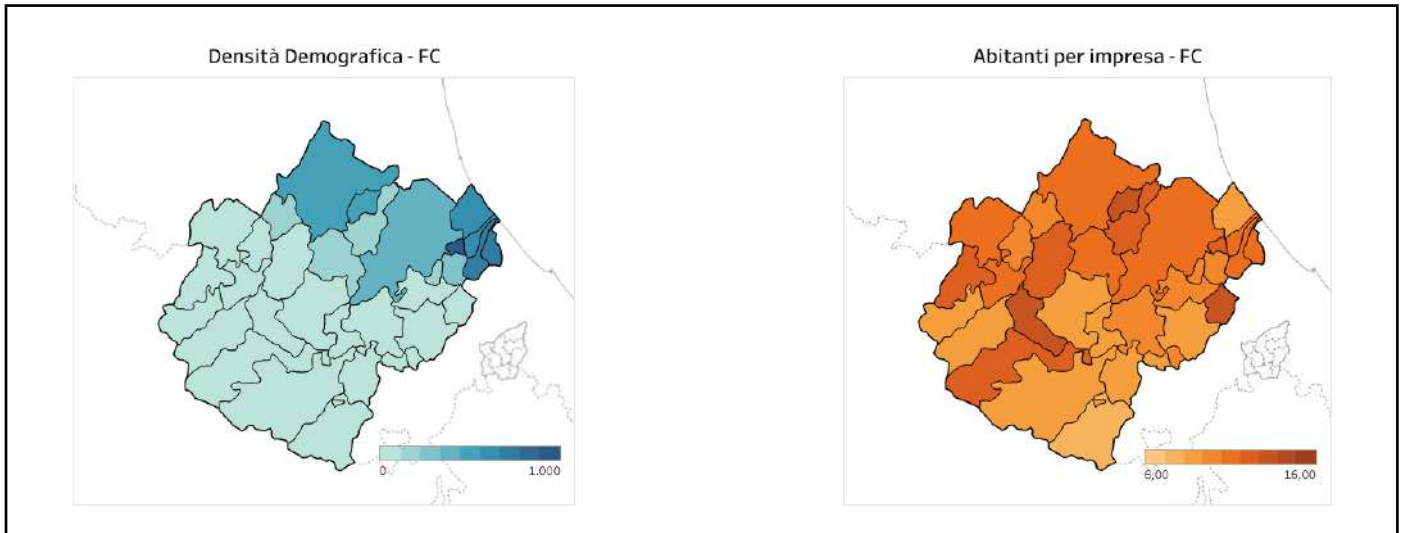 Densità Demografica - FC
0
1.000
Abitanti per impresa - FC
6,00
16,00